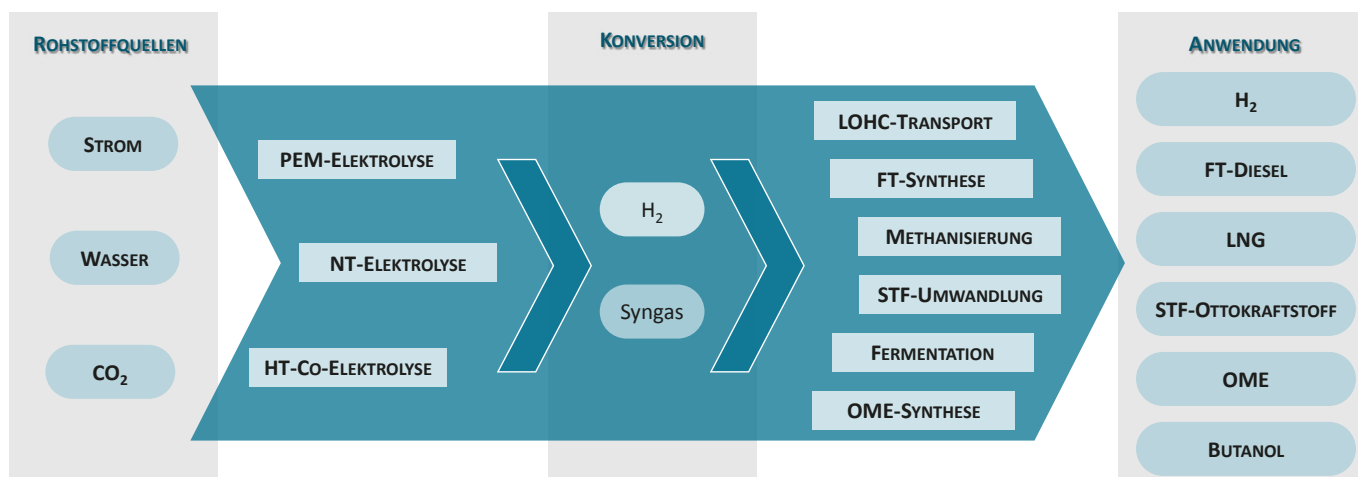 ROHSTOFFQUELLEN
STROM
WASSER
CO₂
PEM-ELEKTROLYSE
NT-ELEKTROLYSE
HT-CO-ELEKTROLYSE
KONVERSION
H₂
Syngas
LOHC-TRANSPORT
FT-SYNTHESE
METHANISIERUNG
STF-UMWANDLUNG
FERMENTATION
OME-SYNTHESE
ANWENDUNG
H₂
FT-DIESEL
LNG
STF-OTTOKRAFTSTOFF
OME
BUTANOL